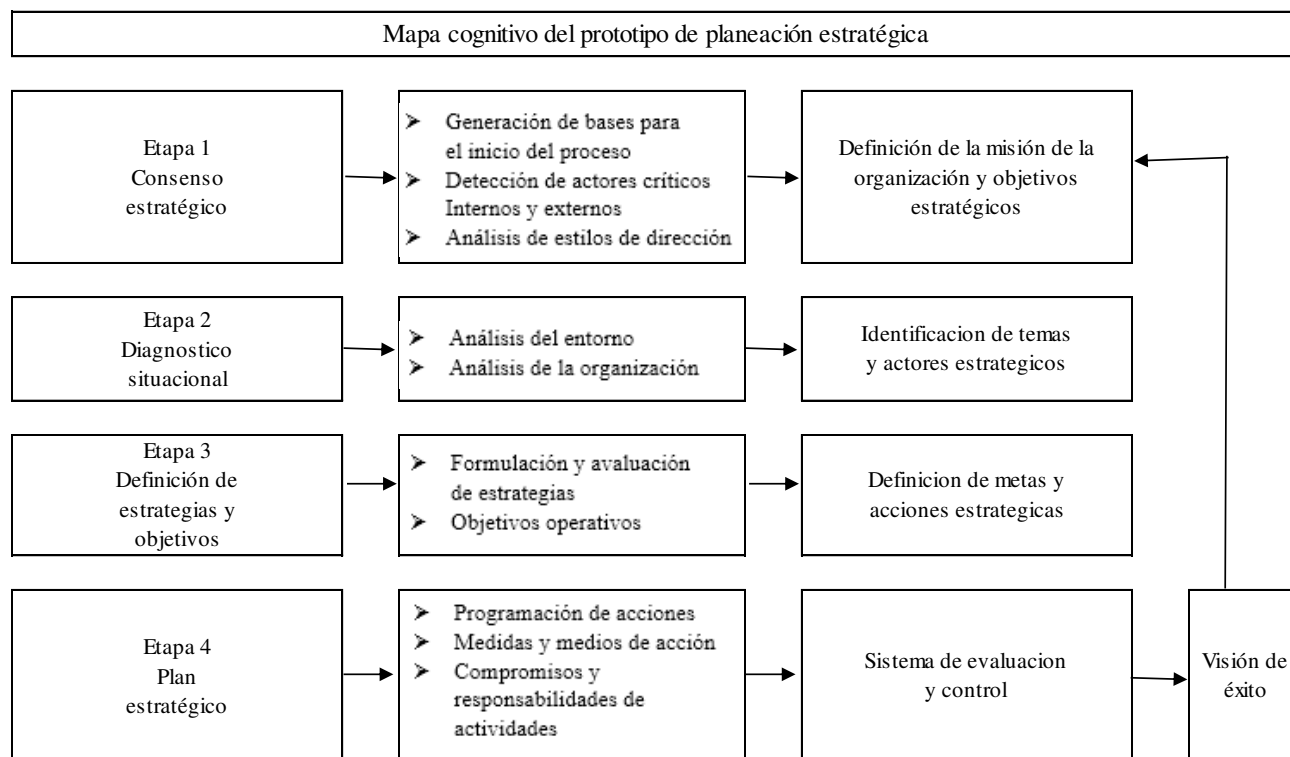 Mapa cognitivo del prototipo de planeación estratégica
Etapa 1
Consenso
estratégico
➤ Generación de bases para
el inicio del proceso
➤ Detección de actores críticos
Internos y externos
➤ Análisis de estilos de dirección
Definición de la misión de la
organización y objetivos
estratégicos
Etapa 2
Diagnostico
situacional
➤ Análisis del entorno
➤ Análisis de la organización
Identificacion de temas
y actores estrategicos
Etapa 3
Definición de
estrategias y
objetivos
➤ Formulación y avaluación
de estrategias
➤ Objetivos operativos
Definicion de metas y
acciones estrategicas
Etapa 4
Plan
estratégico
➤ Programación de acciones
➤ Medidas y medios de acción
➤ Compromisos y
responsabilidades de
actividades
Sistema de evaluacion
y control
Visión de
éxito